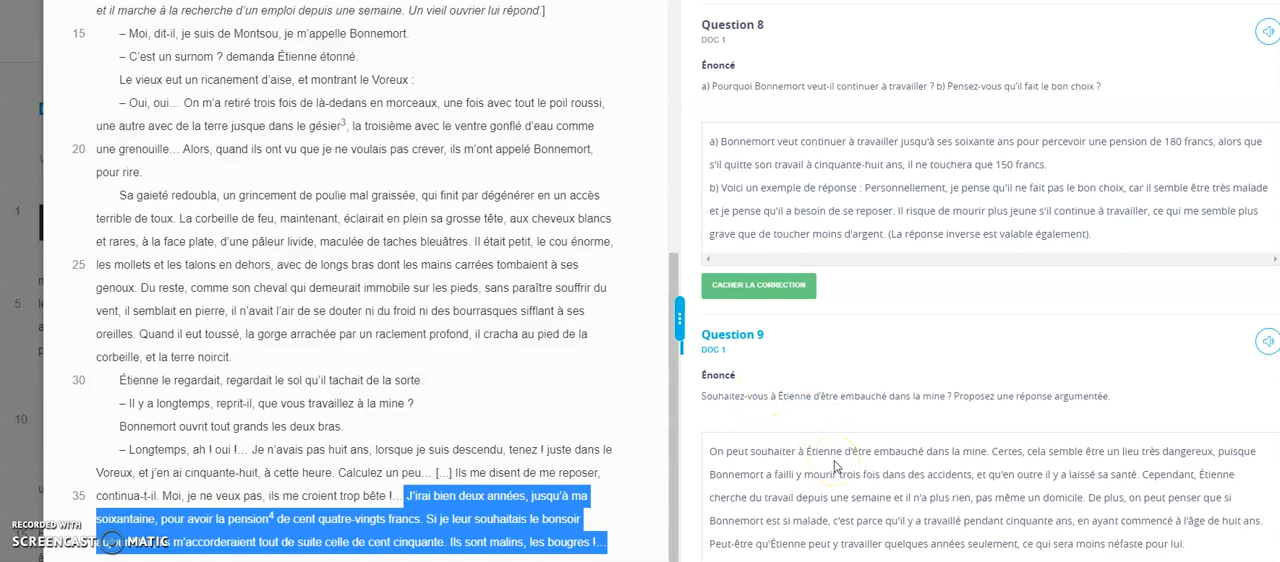 et il marche à la recherche d'un emploi depuis une semaine. Un vieil ouvrier lui répond.]
15 – Moi, dit-il, je suis de Montsou, je m'appelle Bonnemort.
– C'est un surnom ? demanda Étienne étonné.
Le vieux eut un ricanement d'aise, et montrant le Voreux :
– Oui, oui… On m'a retiré trois fois de là-dedans en morceaux, une fois avec tout le poil roussi,
une autre avec de la terre jusque dans le gésier3, la troisième avec le ventre gonflé d'eau comme
20 une grenouille… Alors, quand ils ont vu que je ne voulais pas crever, ils m'ont appelé Bonnemort,
pour rire.
Sa gaieté redoubla, un grincement de poulie mal graissée, qui finit par dégénérer en un accès
terrible de toux. La corbeille de feu, maintenant, éclairait en plein sa grosse tête, aux cheveux blancs
et rares, à la face plate, d'une pâleur livide, maculée de taches bleuâtres. Il était petit, le cou énorme,
25 les mollets et les talons en dehors, avec de longs bras dont les mains carrées tombaient à ses
genoux. Du reste, comme son cheval qui demeurait immobile sur les pieds, sans paraître souffrir du
vent, il semblait en pierre, il n'avait l'air de se douter ni du froid ni des bourrasques sifflant à ses
oreilles. Quand il eut toussé, la gorge arrachée par un raclement profond, il cracha au pied de la
corbeille, et la terre noircit.
30 Étienne le regardait, regardait le sol qu'il tachait de la sorte.
– Il y a longtemps, reprit-il, que vous travaillez à la mine ?
Bonnemort ouvrit tout grands les deux bras.
– Longtemps, ah ! oui !… Je n'avais pas huit ans, lorsque je suis descendu, tenez ! juste dans le
Voreux, et j'en ai cinquante-huit, à cette heure. Calculez un peu… […] Ils me disent de me reposer,
35 continua-t-il. Moi, je ne veux pas, ils me croient trop bête !… J'irai bien deux années, jusqu'à ma
soixantaine, pour avoir la pension4 de cent quatre-vingts francs. Si je leur souhaitais le bonsoir
m'accorderaient tout de suite celle de cent cinquante. Ils sont malins, les bougres !…
1
5
10
RECORDED WITH
SCREENCAST MATIC
Question 8
DOC 1
Énoncé
a) Pourquoi Bonnemort veut-il continuer à travailler ? b) Pensez-vous qu'il fait le bon choix ?
a) Bonnemort veut continuer à travailler jusqu'à ses soixante ans pour percevoir une pension de 180 francs, alors que
s'il quitte son travail à cinquante-huit ans, il ne touchera que 150 francs.
b) Voici un exemple de réponse : Personnellement, je pense qu'il ne fait pas le bon choix, car il semble être très malade
et je pense qu'il a besoin de se reposer. Il risque de mourir plus jeune s'il continue à travailler, ce qui me semble plus
grave que de toucher moins d'argent. (La réponse inverse est valable également).
CACHER LA CORRECTION
Question 9
DOC 1
Énoncé
Souhaitez-vous à Étienne d'être embauché dans la mine ? Proposez une réponse argumentée.
On peut souhaiter à Étienne d'être embauché dans la mine. Certes, cela semble être un lieu très dangereux, puisque
Bonnemort a failli y mourir trois fois dans des accidents, et qu'en outre il y a laissé sa santé. Cependant, Étienne
cherche du travail depuis une semaine et il n'a plus rien, pas même un domicile. De plus, on peut penser que si
Bonnemort est si malade, c'est parce qu'il y a travaillé pendant cinquante ans, en ayant commencé à l'âge de huit ans.
Peut-être qu'Étienne peut y travailler quelques années seulement, ce qui sera moins néfaste pour lui.